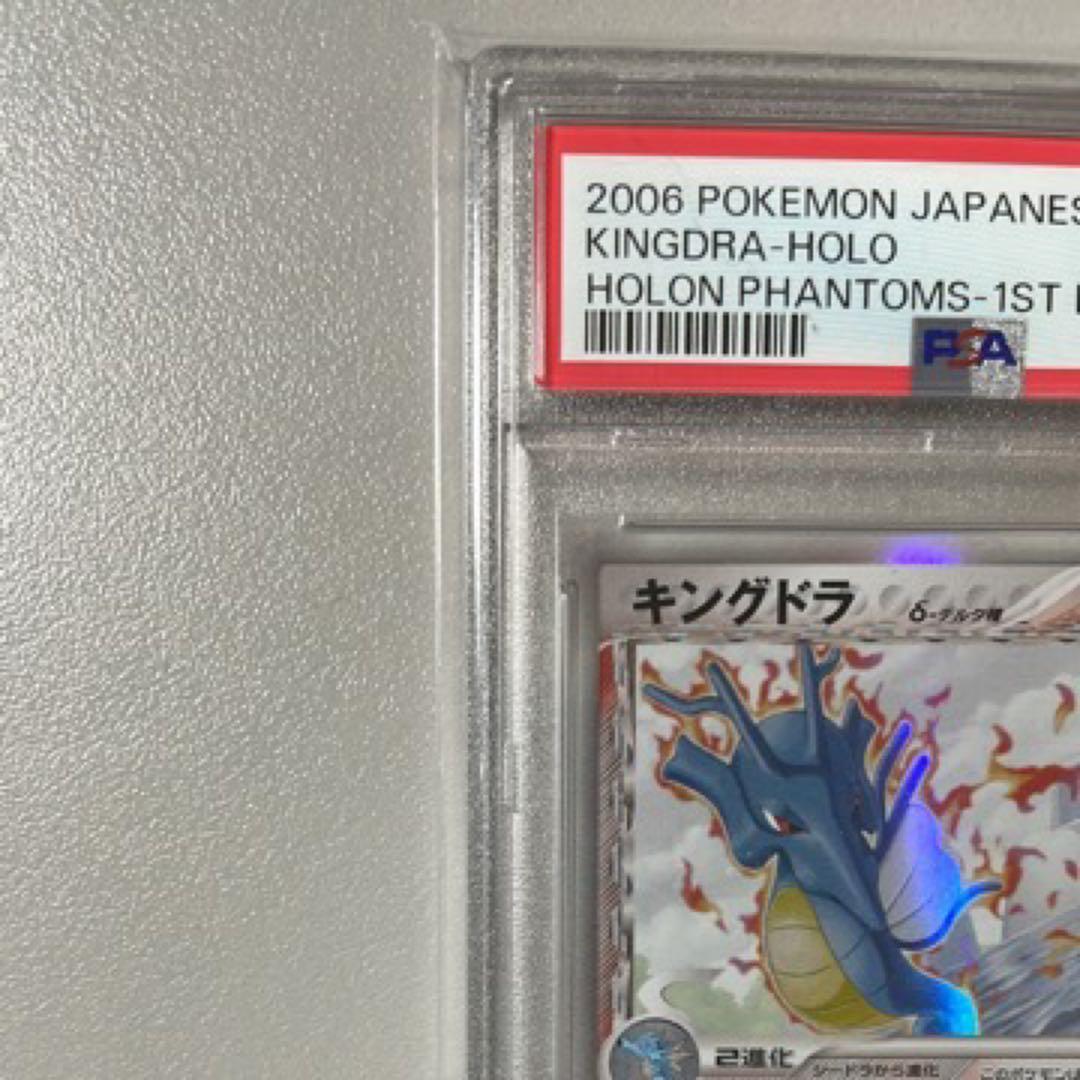 2006 POKEMON JAPANES
KINGDRA-HOLO
HOLON PHANTOMS-1ST
PSA
キングドラ δ-デルタ種
2進化
シードラから進化
このポケモンは